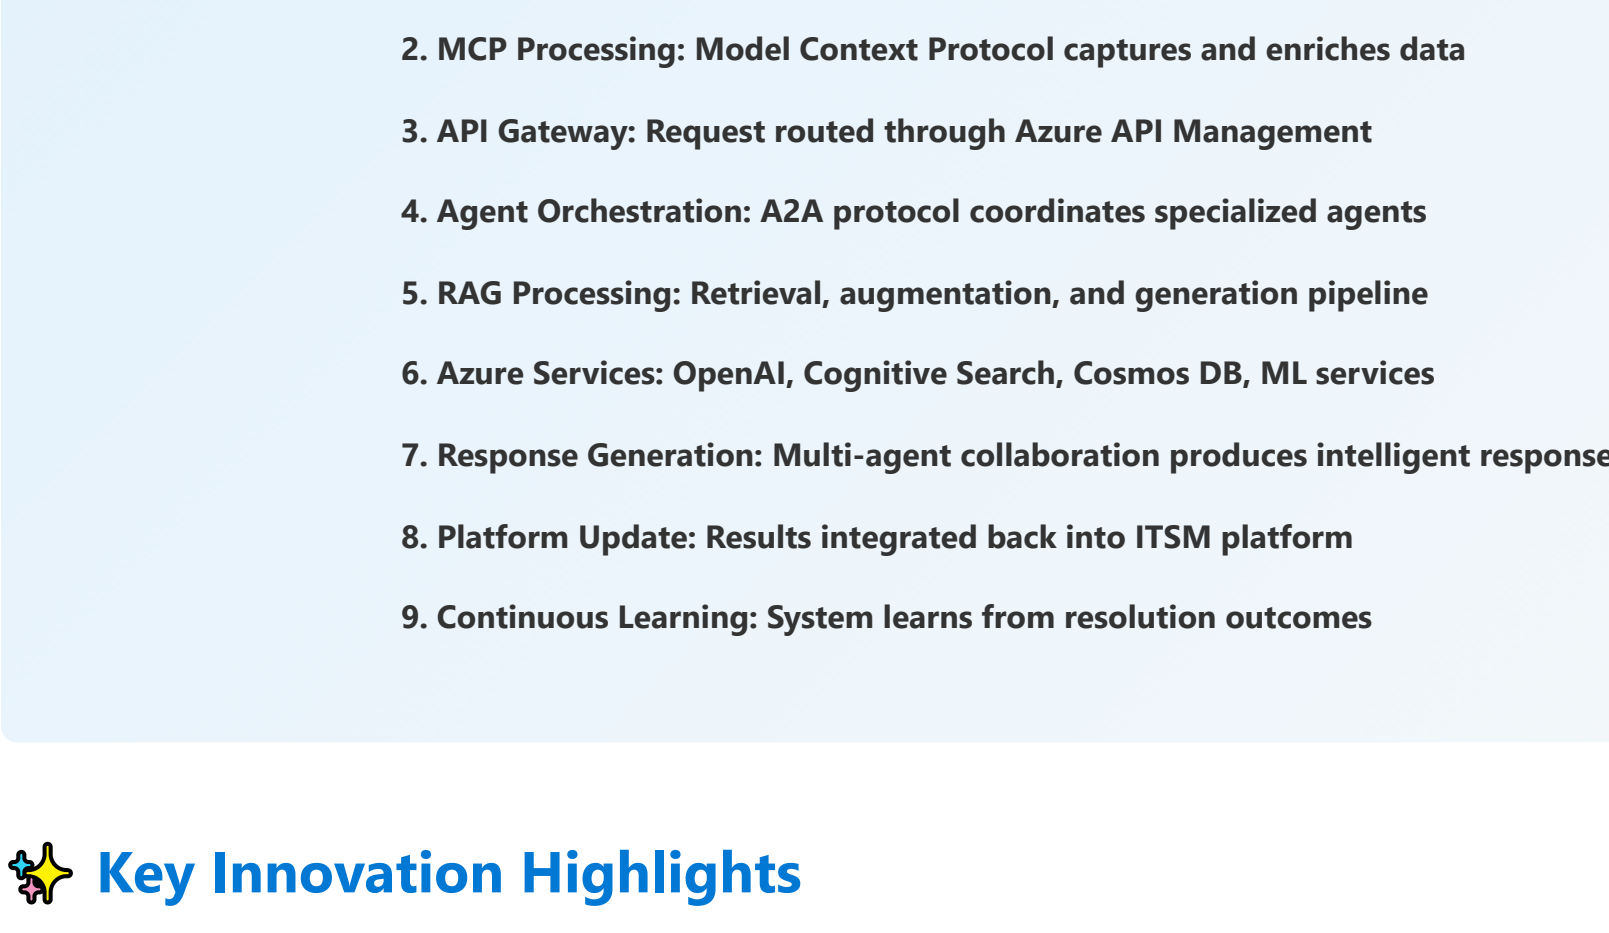 2. MCP Processing: Model Context Protocol captures and enriches data
3. API Gateway: Request routed through Azure API Management
4. Agent Orchestration: A2A protocol coordinates specialized agents
5. RAG Processing: Retrieval, augmentation, and generation pipeline
6. Azure Services: OpenAI, Cognitive Search, Cosmos DB, ML services
7. Response Generation: Multi-agent collaboration produces intelligent response
8. Platform Update: Results integrated back into ITSM platform
9. Continuous Learning: System learns from resolution outcomes
Key Innovation Highlights